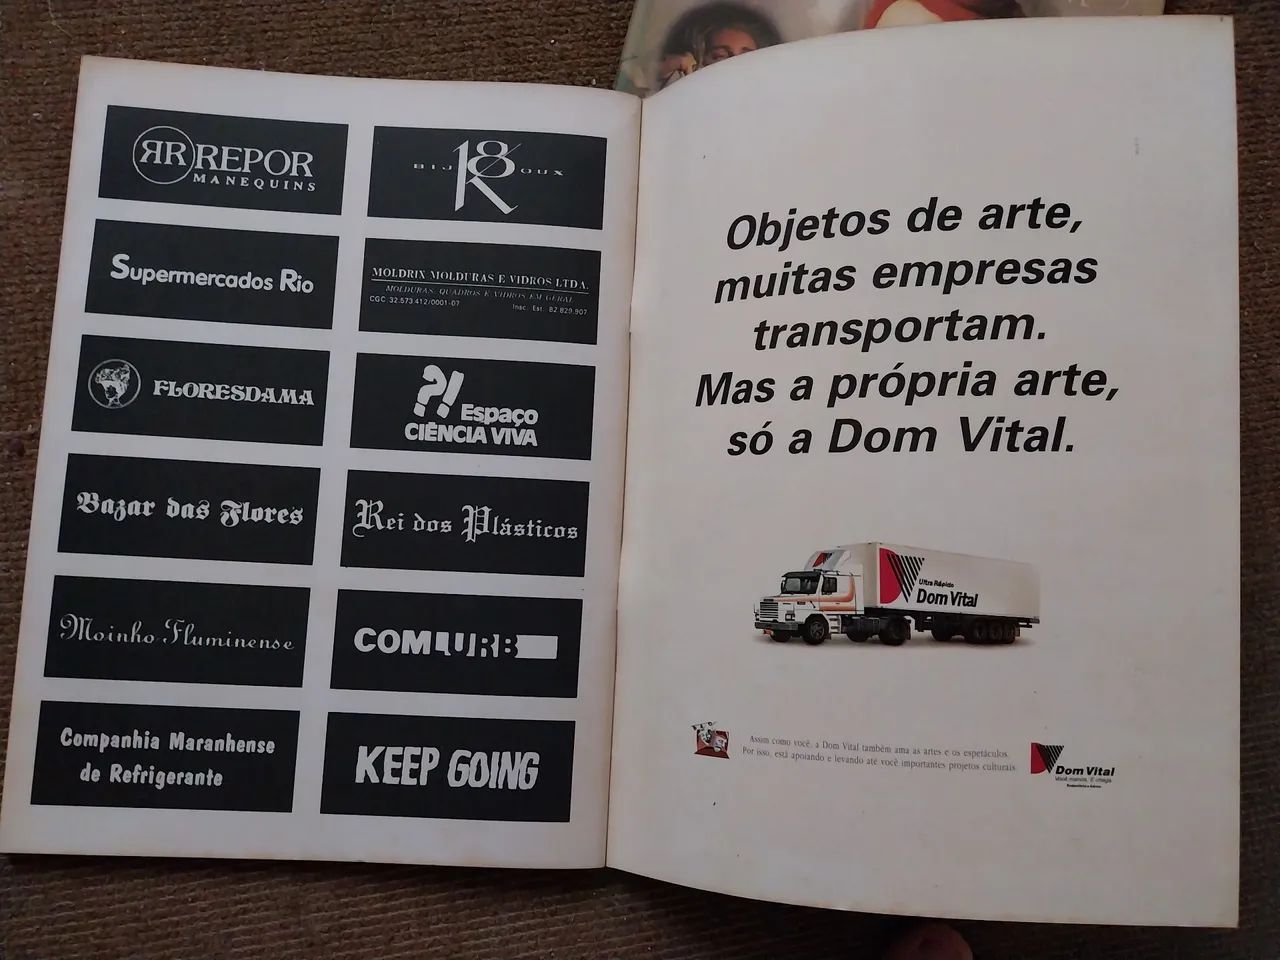 RR REPOR
MANEQUINS
BIJOUX
18K
Supermercados Rio
MOLDRIX MOLDURAS E VIDROS LTDA.
MOLDURAS, QUADROS E VIDROS EM GERAL
CGC 32.573.412/0001-07
Insc. Est. 82.829.907
FLORESDAMA
?! Espaço
CIÊNCIA VIVA
Bazar das Flores
Rei dos Plásticos
Moinho Fluminense
COMLURB
Companhia Maranhense
de Refrigerante
KEEP GOING
Objetos de arte,
muitas empresas
transportam.
Mas a própria arte,
só a Dom Vital.
Ultra Rápido
Dom Vital
Assim como você, a Dom Vital também ama as artes e os espetáculos.
Por isso, está apoiando e levando até você importantes projetos culturais.
Dom Vital
Você manda. E chega.